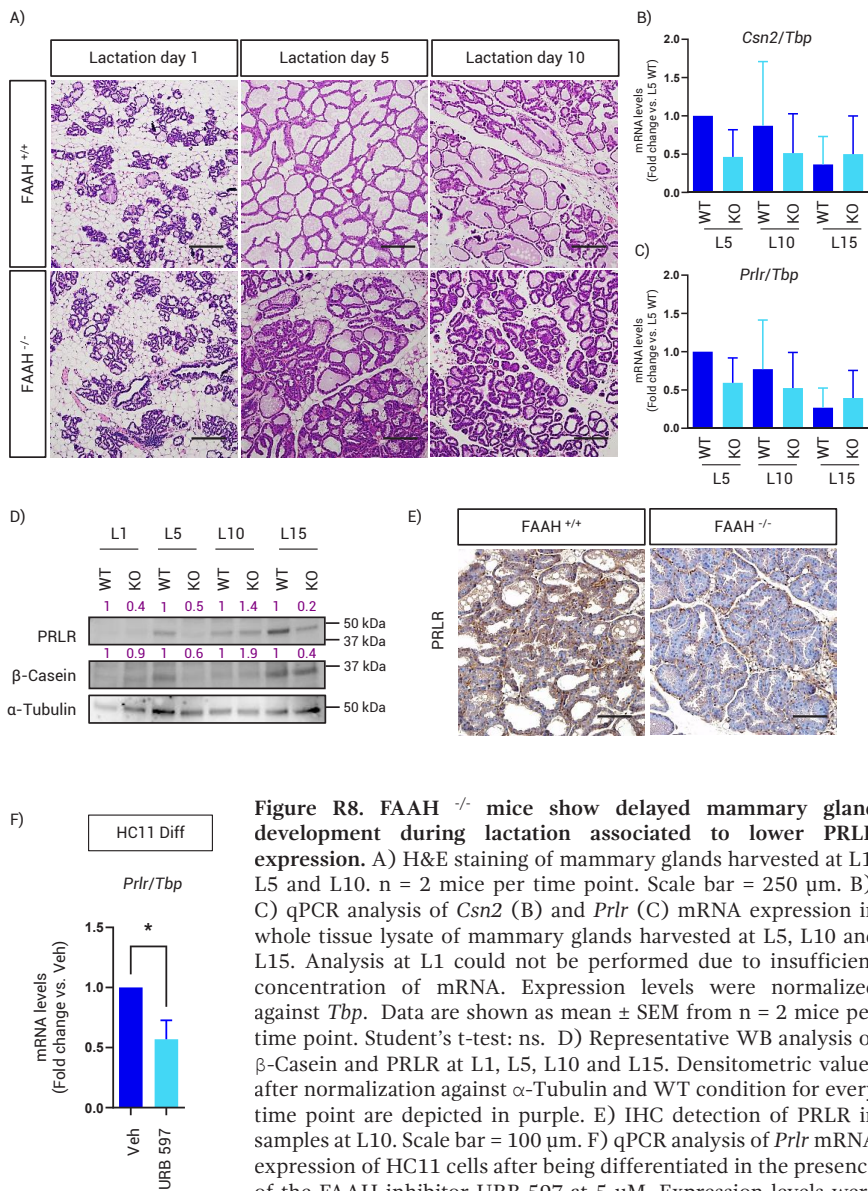 A)
Lactation day 1
Lactation day 5
Lactation day 10
FAAH +/+
FAAH -/-
B)
Csn2/Tbp
mRNA levels
(Fold change vs. L5 WT)
2.0
1.5
1.0
0.5
0.0
WT KO WT KO WT KO
L5 L10 L15
C)
Prlr/Tbp
mRNA levels
(Fold change vs. L5 WT)
2.0
1.5
1.0
0.5
0.0
WT KO WT KO WT KO
L5 L10 L15
D)
L1 L5 L10 L15
WT KO WT KO WT KO WT KO
1 0.4 1 0.5 1 1.4 1 0.2
PRLR
50 kDa
37 kDa
1 0.9 1 0.6 1 1.9 1 0.4
β-Casein
37 kDa
α-Tubulin
50 kDa
E)
FAAH +/+
FAAH -/-
PRLR
F)
HC11 Diff
Prlr/Tbp
*
mRNA levels
(Fold change vs. Veh)
1.5
1.0
0.5
0.0
Veh
URB 597
Figure R8. FAAH -/- mice show delayed mammary gland
development during lactation associated to lower PRLR
expression. A) H&E staining of mammary glands harvested at L1
L5 and L10. n = 2 mice per time point. Scale bar = 250 µm. B)
C) qPCR analysis of Csn2 (B) and Prlr (C) mRNA expression in
whole tissue lysate of mammary glands harvested at L5, L10 and
L15. Analysis at L1 could not be performed due to insufficien
concentration of mRNA. Expression levels were normalized
against Tbp. Data are shown as mean ± SEM from n = 2 mice pe
time point. Student's t-test: ns. D) Representative WB analysis o
β-Casein and PRLR at L1, L5, L10 and L15. Densitometric value
after normalization against α-Tubulin and WT condition for every
time point are depicted in purple. E) IHC detection of PRLR in
samples at L10. Scale bar = 100 µm. F) qPCR analysis of Prlr mRNA
expression of HC11 cells after being differentiated in the presence
of the FAAH inhibitor URB 597 at 5 µM. Expression levels were